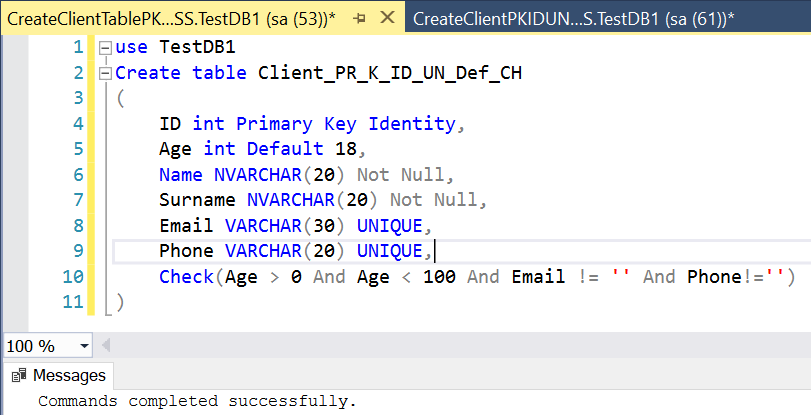 CreateClientTablePK...SS.TestDB1 (sa (53))* CreateClientPKIDUN...S.TestDB1 (sa (61))*
1 use TestDB1
2 Create table Client_PR_K_ID_UN_Def_CH
3 (
4 ID int Primary Key Identity,
5 Age int Default 18,
6 Name NVARCHAR(20) Not Null,
7 Surname NVARCHAR(20) Not Null,
8 Email VARCHAR(30) UNIQUE,
9 Phone VARCHAR(20) UNIQUE,
10 Check(Age > 0 And Age < 100 And Email != '' And Phone!='')
11 )
100 %
Messages
Commands completed successfully.